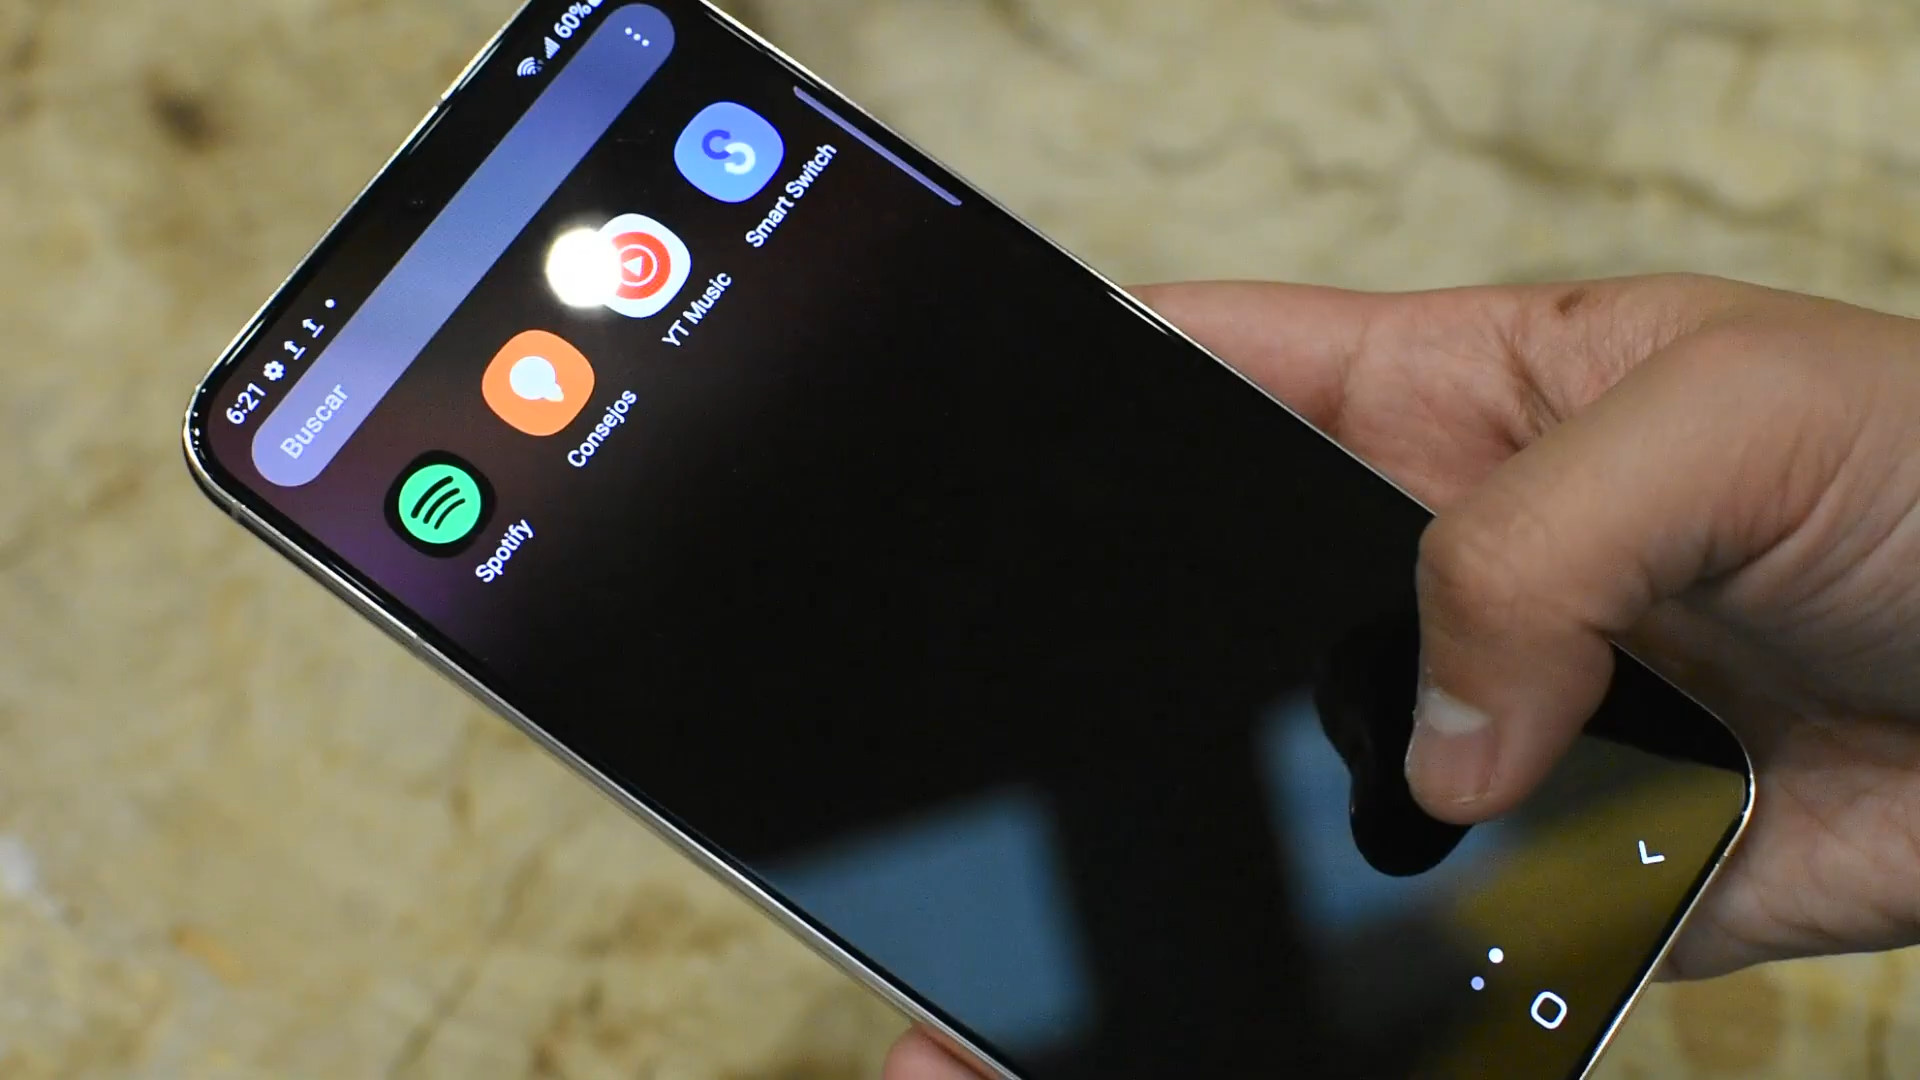 6:21
60%
Buscar
Spotify
Consejos
YT Music
Smart Switch